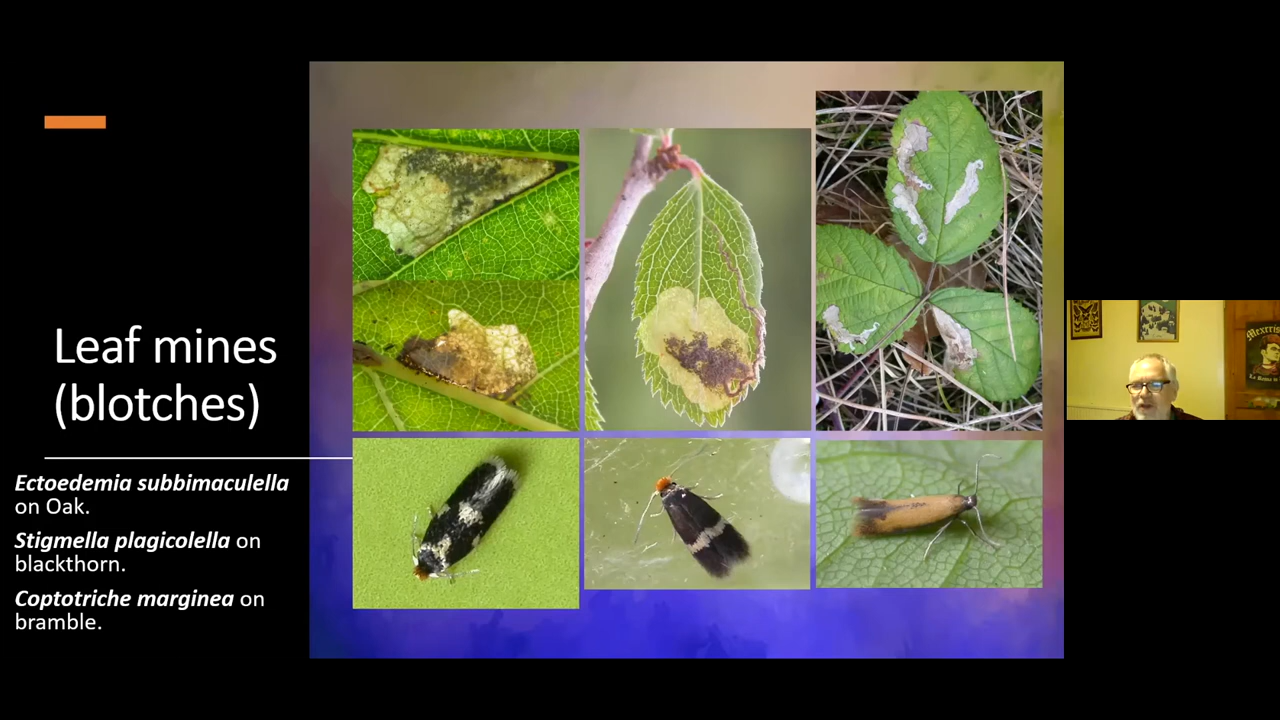 Leaf mines
(blotches)
Ectoedemia subbimaculella
on Oak.
Stigmella plagicolella on
blackthorn.
Coptotriche marginea on
bramble.